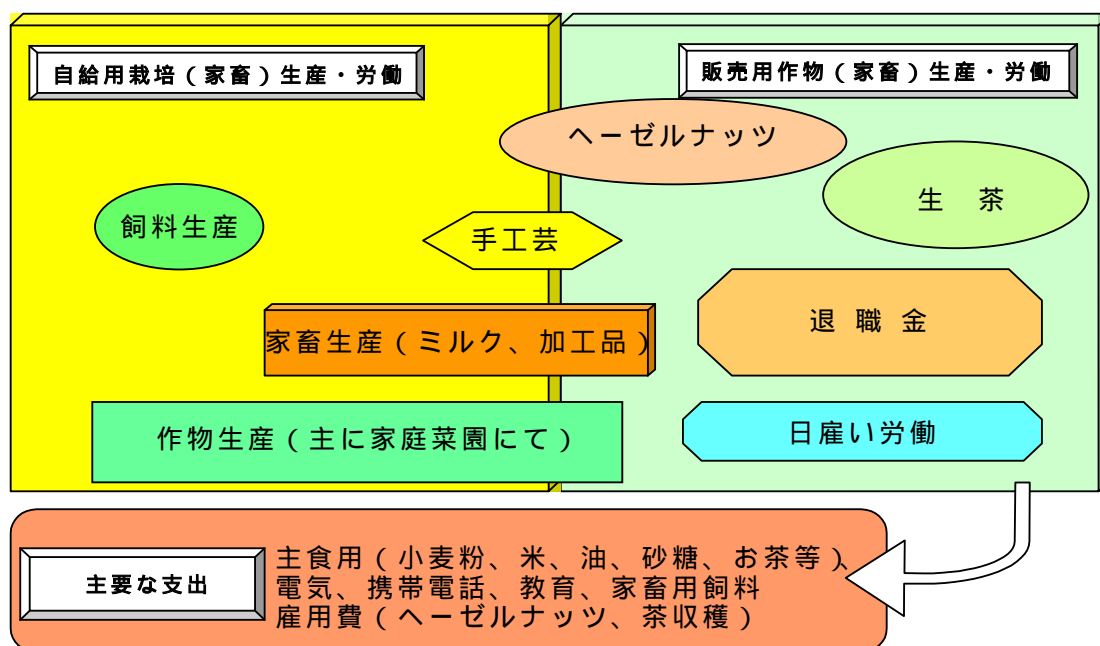 自給用栽培（家畜）生産・労働
販売用作物（家畜）生産・労働
ヘーゼルナッツ
生　茶
飼料生産
手工芸
退 職 金
家畜生産（ミルク、加工品）
作物生産（主に家庭菜園にて）
日雇い労働
主要な支出
主食用（小麦粉、米、油、砂糖、お茶等）、
電気、携帯電話、教育、家畜用飼料
雇用費（ヘーゼルナッツ、茶収穫）